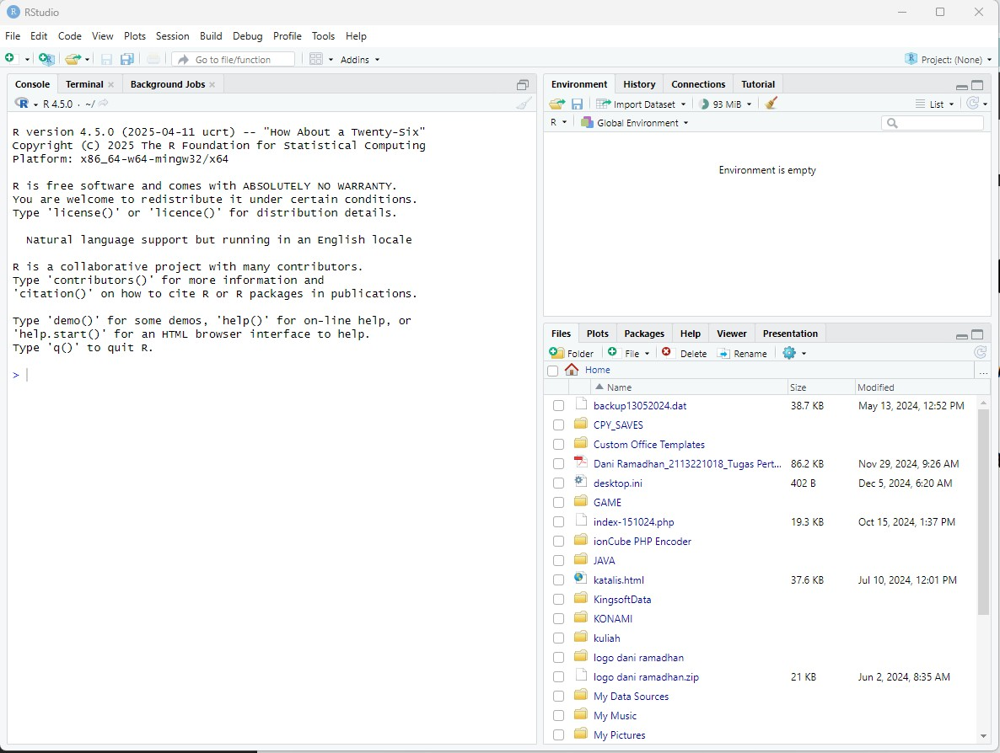 RStudio
File Edit Code View Plots Session Build Debug Profile Tools Help
Go to file/function Addins Project: (None)
Console Terminal Background Jobs
R 4.5.0 · ~/
R version 4.5.0 (2025-04-11 ucrt) -- "How About a Twenty-Six"
Copyright (C) 2025 The R Foundation for Statistical Computing
Platform: x86_64-w64-mingw32/x64
R is free software and comes with ABSOLUTELY NO WARRANTY.
You are welcome to redistribute it under certain conditions.
Type 'license()' or 'licence()' for distribution details.
Natural language support but running in an English locale
R is a collaborative project with many contributors.
Type 'contributors()' for more information and
'citation()' on how to cite R or R packages in publications.
Type 'demo()' for some demos, 'help()' for on-line help, or
'help.start()' for an HTML browser interface to help.
Type 'q()' to quit R.
>
Environment History Connections Tutorial
Import Dataset 93 MiB List
R Global Environment
Environment is empty
Files Plots Packages Help Viewer Presentation
Folder File Delete Rename
Home ...
Name Size Modified
backup13052024.dat 38.7 KB May 13, 2024, 12:52 PM
CPY_SAVES
Custom Office Templates
Dani Ramadhan_2113221018_Tugas Pert... 86.2 KB Nov 29, 2024, 9:26 AM
desktop.ini 402 B Dec 5, 2024, 6:20 AM
GAME
index-151024.php 19.3 KB Oct 15, 2024, 1:37 PM
ionCube PHP Encoder
JAVA
katalis.html 37.6 KB Jul 10, 2024, 12:01 PM
KingsoftData
KONAMI
kuliah
logo dani ramadhan
logo dani ramadhan.zip 21 KB Jun 2, 2024, 8:35 AM
My Data Sources
My Music
My Pictures